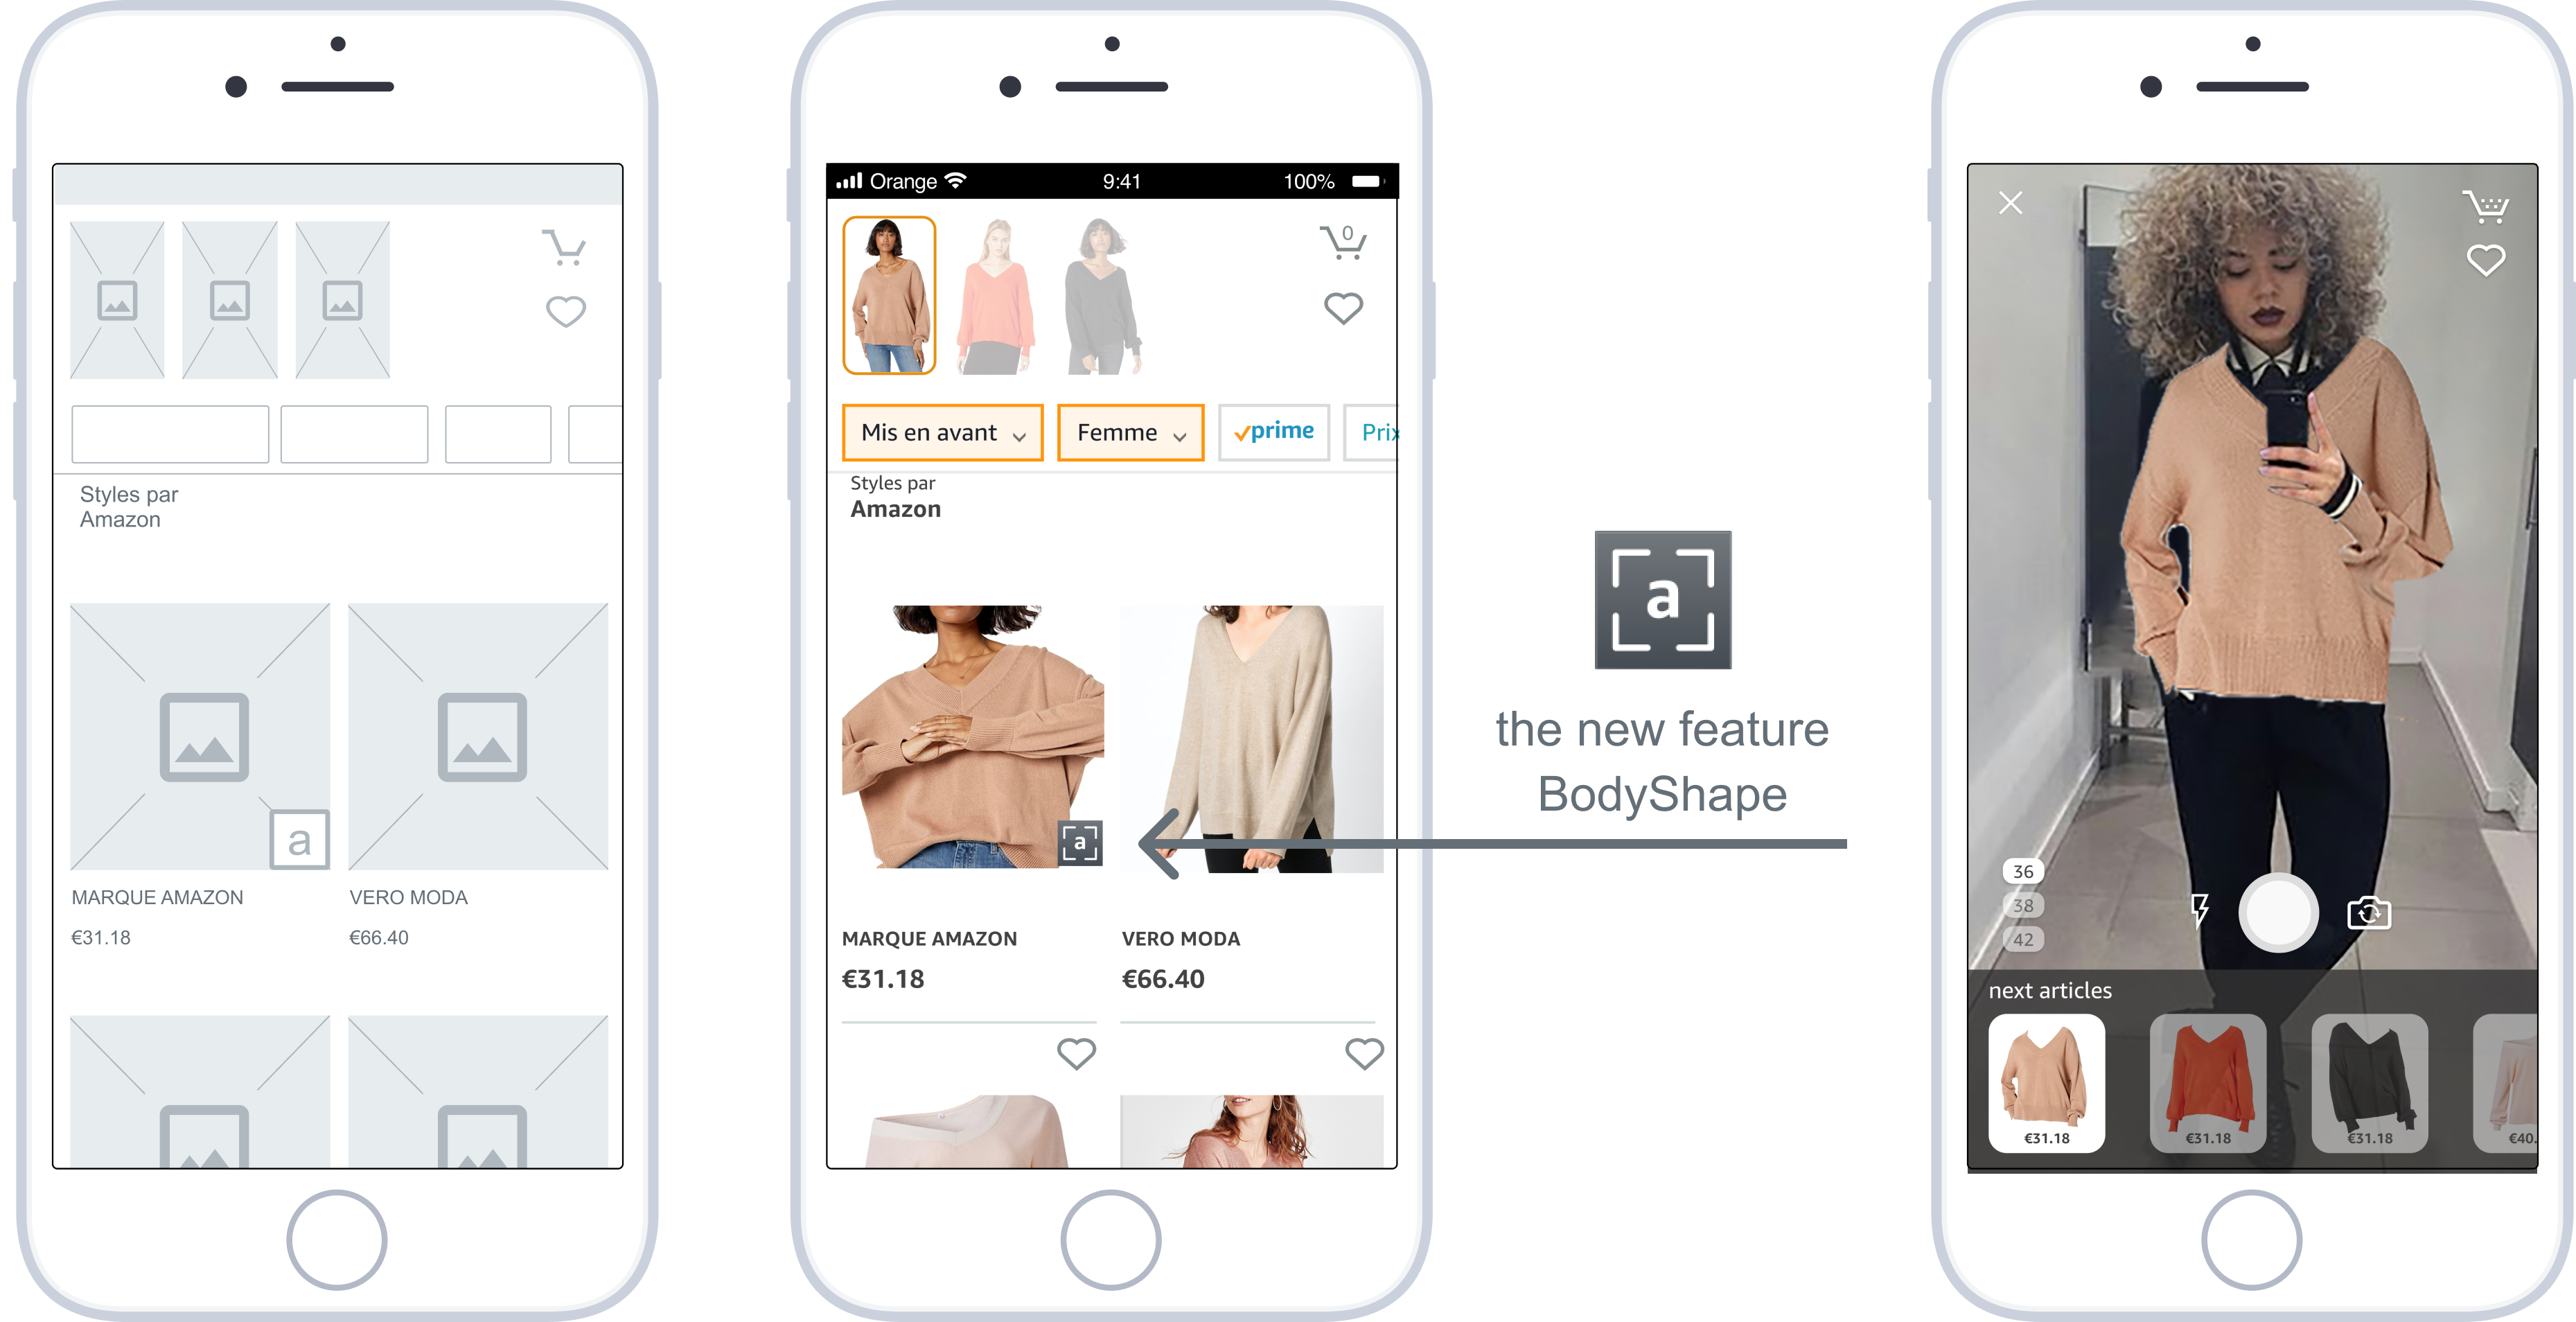 Styles par
Amazon
a
MARQUE AMAZON
VERO MODA
€31.18
€66.40
Orange
9:41
100%
0
Mis en avant
Femme
prime
Prix
Styles par
Amazon
a
MARQUE AMAZON
VERO MODA
€31.18
€66.40
a
the new feature
BodyShape
36
38
42
next articles
€31.18
€31.18
€31.18
€40.